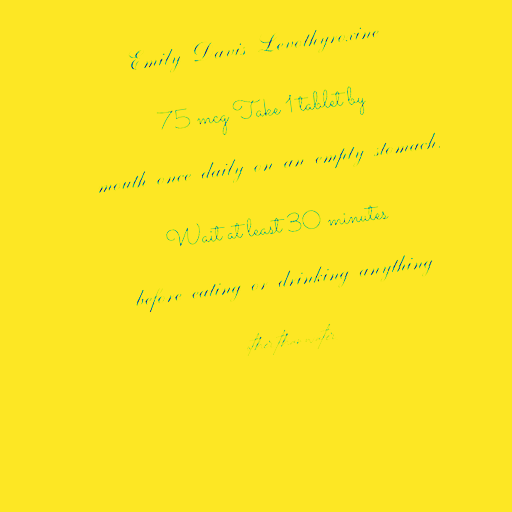 Emily Davis Levothyroxine
75 mcg Take 1 tablet by
mouth once daily on an empty stomach.
Wait at least 30 minutes
before eating or drinking anything